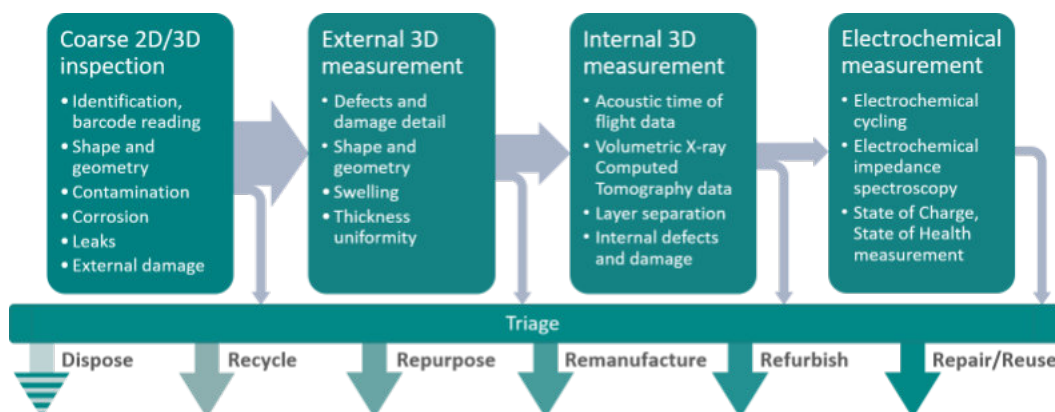 Coarse 2D/3D
inspection
• Identification,
barcode reading
• Shape and
geometry
• Contamination
• Corrosion
• Leaks
• External damage
External 3D
measurement
• Defects and
damage detail
• Shape and
geometry
• Swelling
• Thickness
uniformity
Internal 3D
measurement
• Acoustic time of
flight data
• Volumetric X-ray
Computed
Tomography data
• Layer separation
• Internal defects
and damage
Electrochemical
measurement
• Electrochemical
cycling
• Electrochemical
impedance
spectroscopy
• State of Charge,
State of Health
measurement
Triage
Dispose
Recycle
Repurpose
Remanufacture
Refurbish
Repair/Reuse